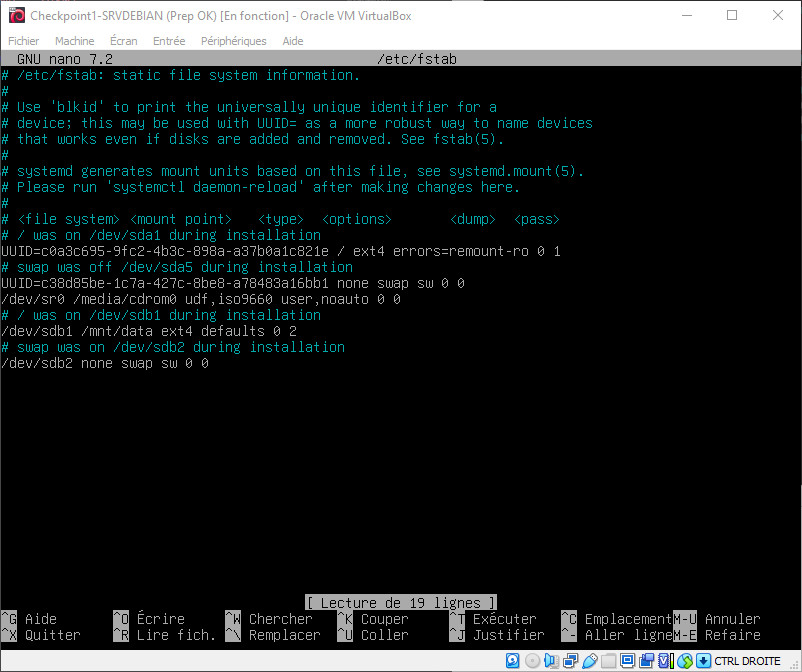 Checkpoint1-SRVDEBIAN (Prep OK) [En fonction] - Oracle VM VirtualBox
Fichier Machine Écran Entrée Périphériques Aide
GNU nano 7.2 /etc/fstab
# /etc/fstab: static file system information.
#
# Use 'blkid' to print the universally unique identifier for a
# device; this may be used with UUID= as a more robust way to name devices
# that works even if disks are added and removed. See fstab(5).
#
# systemd generates mount units based on this file, see systemd.mount(5).
# Please run 'systemctl daemon-reload' after making changes here.
#
# <file system> <mount point> <type> <options> <dump> <pass>
# / was on /dev/sda1 during installation
UUID=c0a3c695-9fc2-4b3c-898a-a37b0a1c821e / ext4 errors=remount-ro 0 1
# swap was off /dev/sda5 during installation
UUID=c38d85be-1c7a-427c-8be8-a78483a16bb1 none swap sw 0 0
/dev/sr0 /media/cdrom0 udf,iso9660 user,noauto 0 0
# / was on /dev/sdb1 during installation
/dev/sdb1 /mnt/data ext4 defaults 0 2
# swap was on /dev/sdb2 during installation
/dev/sdb2 none swap sw 0 0
[ Lecture de 19 lignes ]
^G Aide ^O Écrire ^W Chercher ^K Couper ^T Exécuter ^C Emplacement M-U Annuler
^X Quitter ^R Lire fich. ^\ Remplacer ^U Coller ^J Justifier ^- Aller ligne M-E Refaire
CTRL DROITE